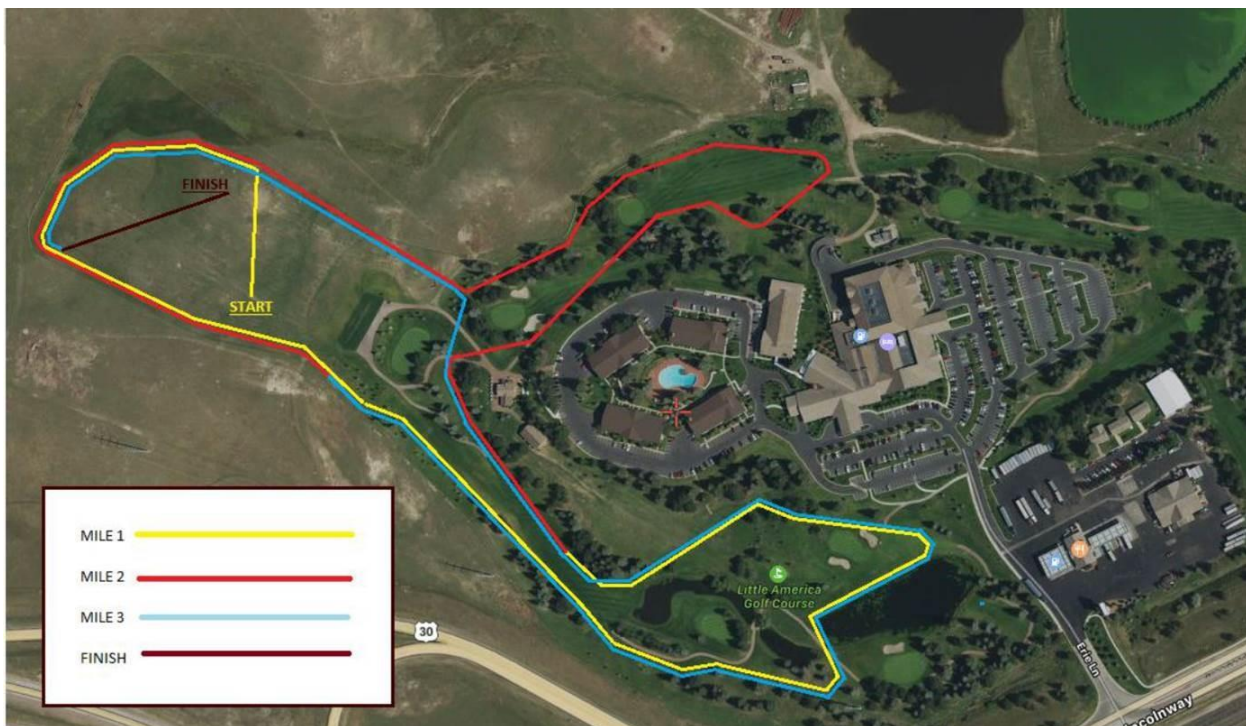 FINISH
START
30
Little America
Golf Course
Erie Ln
MILE 1
MILE 2
MILE 3
FINISH